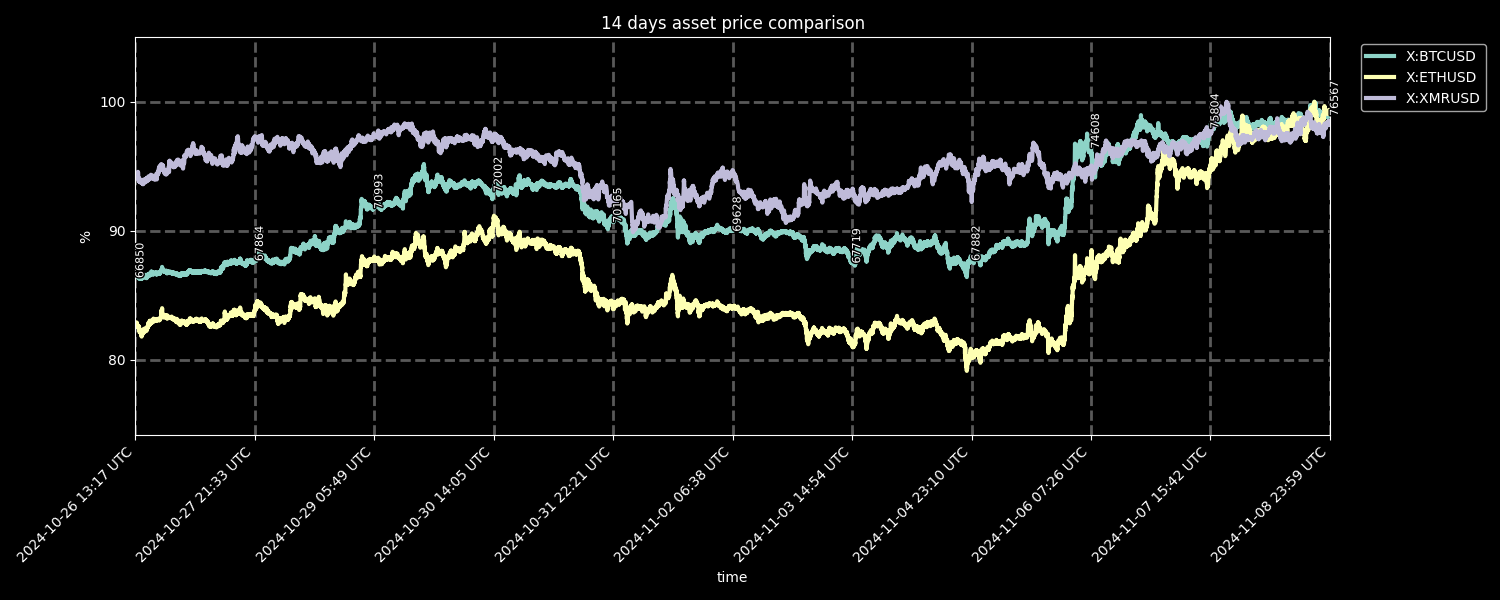 14 days asset price comparison
X:BTCUSD
X:ETHUSD
X:XMRUSD
%
100
90
80
66850
67864
70993
72002
70165
69628
67719
67882
74608
75804
76567
2024-10-26 13:17 UTC
2024-10-27 21:33 UTC
2024-10-29 05:49 UTC
2024-10-30 14:05 UTC
2024-10-31 22:21 UTC
2024-11-02 06:38 UTC
2024-11-03 14:54 UTC
2024-11-04 23:10 UTC
2024-11-06 07:26 UTC
2024-11-07 15:42 UTC
2024-11-08 23:59 UTC
time